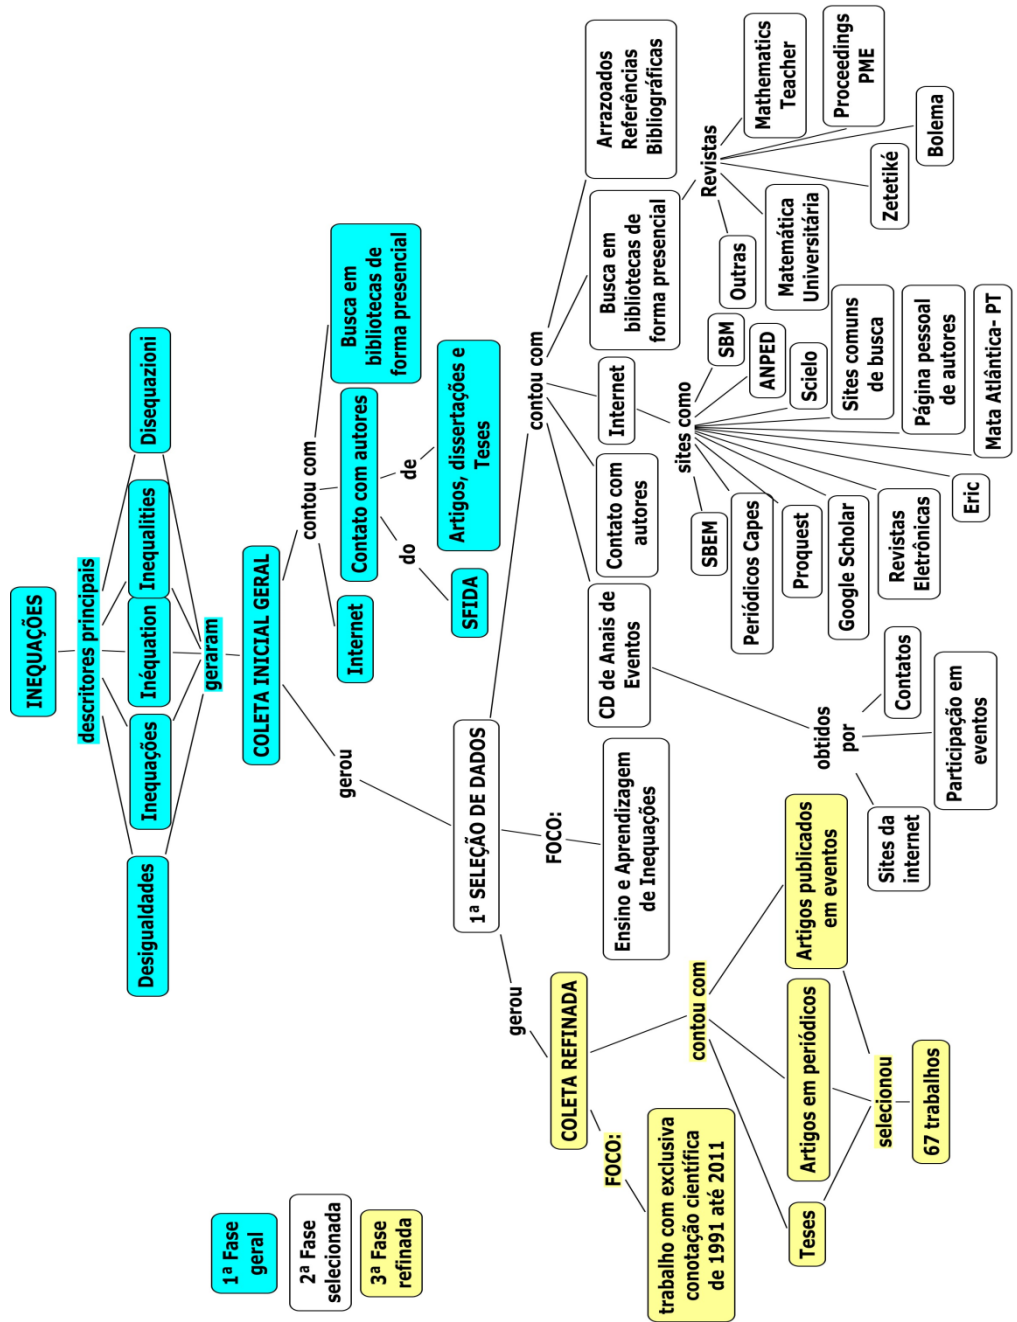 INEQUAÇÕES
descritores principais
Desigualdades
Inequações
Inéquation
Inequalities
Disequazioni
geraram
COLETA INICIAL GERAL
contou com
Internet
Contato com autores
Busca em
bibliotecas de
forma presencial
do
de
SFIDA
Artigos, dissertações e
Teses
gerou
1ª SELEÇÃO DE DADOS
FOCO:
Ensino e Aprendizagem
de Inequações
contou com
CD de Anais de
Eventos
Contato com
autores
Internet
Busca em
bibliotecas de
forma presencial
Arrazoados
Referências
Bibliográficas
obtidos
por
Sites da
internet
Participação em
eventos
Contatos
sites como
SBEM
Periódicos Capes
Proquest
Google Scholar
Revistas
Eletrônicas
Eric
Mata Atlântica- PT
Página pessoal
de autores
Sites comuns
de busca
Scielo
ANPED
SBM
Revistas
Outras
Matemática
Universitária
Zetetiké
Bolema
Proceedings
PME
Mathematics
Teacher
gerou
COLETA REFINADA
FOCO:
trabalho com exclusiva
conotação científica
de 1991 até 2011
contou com
Teses
Artigos em periódicos
Artigos publicados
em eventos
selecionou
67 trabalhos
1ª Fase
geral
2ª Fase
selecionada
3ª Fase
refinada